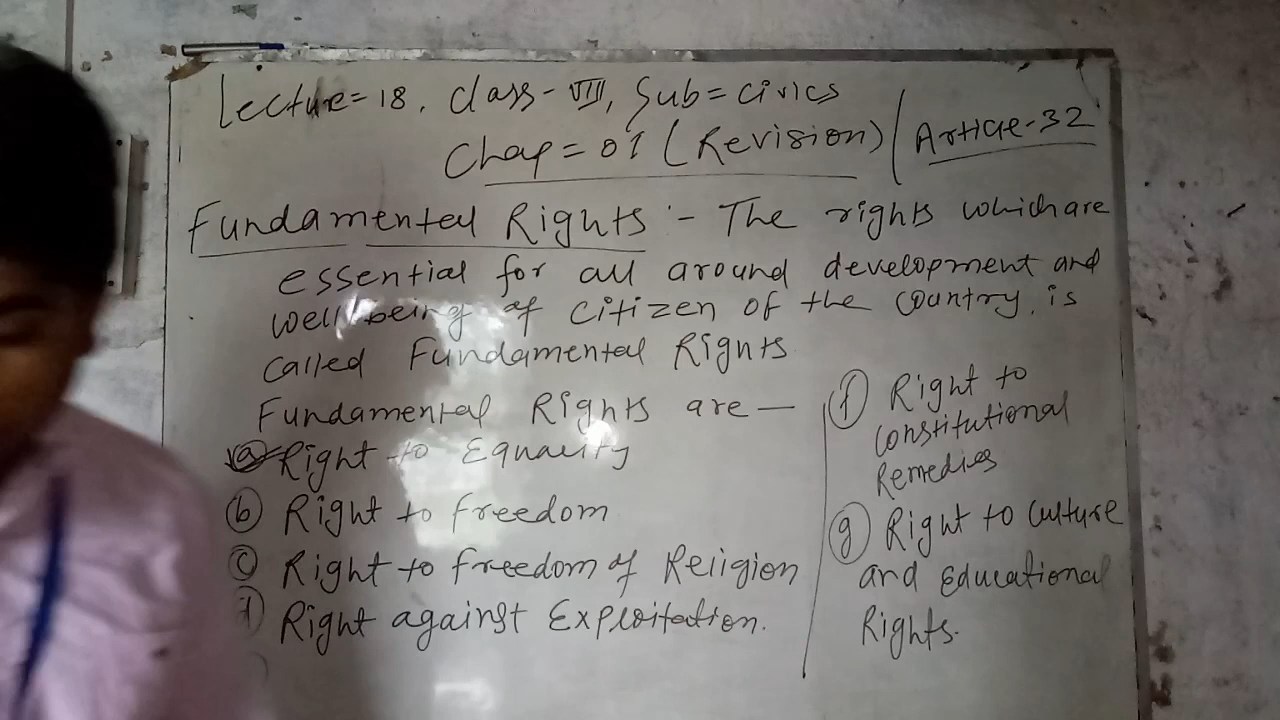 Lecture=18, Class-VIII, Sub=Civics
Chap=01 (Revision) / Article-32
Fundamental Rights :- The rights which are
essential for all around development and
well being of citizen of the country, is
called Fundamental Rights
Fundamental Rights are —
(a) Right to Equality
(b) Right to freedom
(c) Right to freedom of Religion
(d) Right against Exploitation.
(f) Right to
constitutional
Remedies
(g) Right to culture
and Educational
Rights.